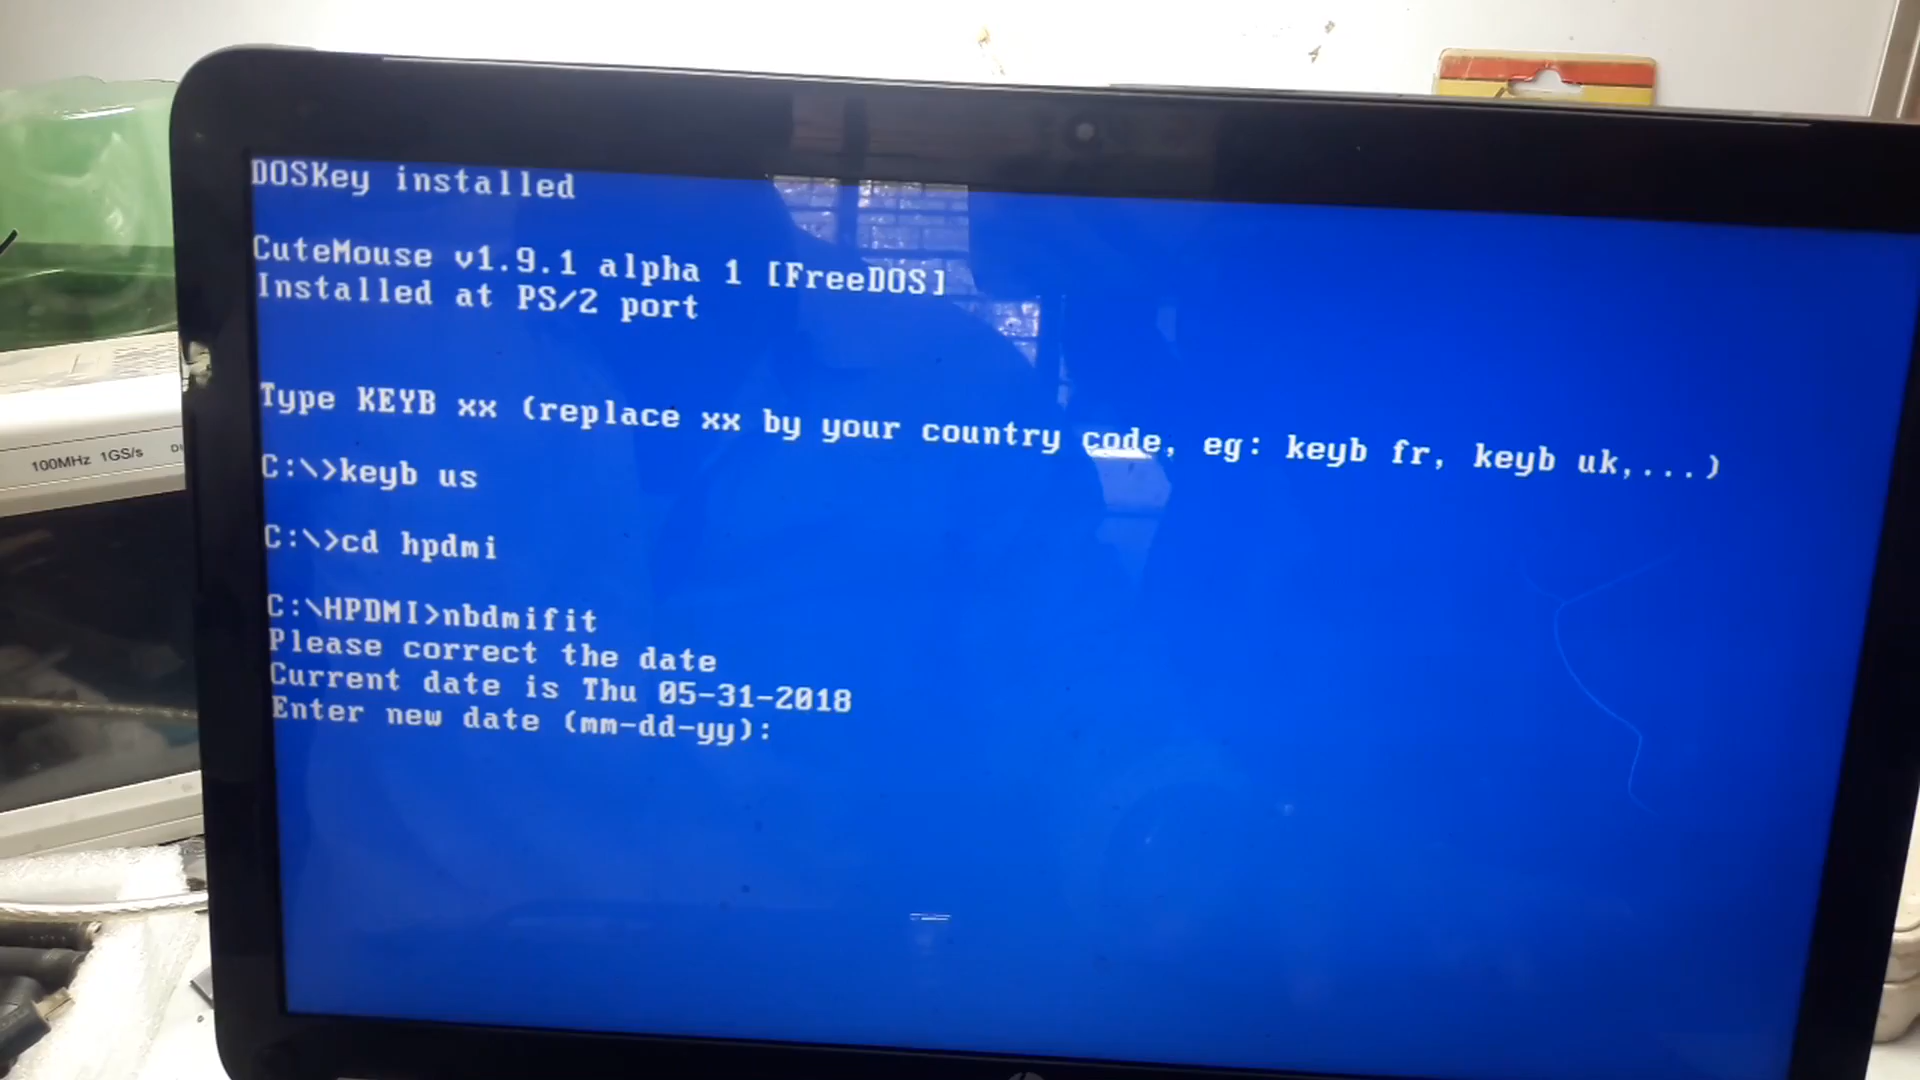 DOSKey installed
CuteMouse v1.9.1 alpha 1 [FreeDOS]
Installed at PS/2 port
Type KEYB xx (replace xx by your country code, eg: keyb fr, keyb uk,...)
C:\>keyb us
C:\>cd hpdmi
C:\HPDMI>nbdmifit
Please correct the date
Current date is Thu 05-31-2018
Enter new date (mm-dd-yy):
100MHz 1GS/s